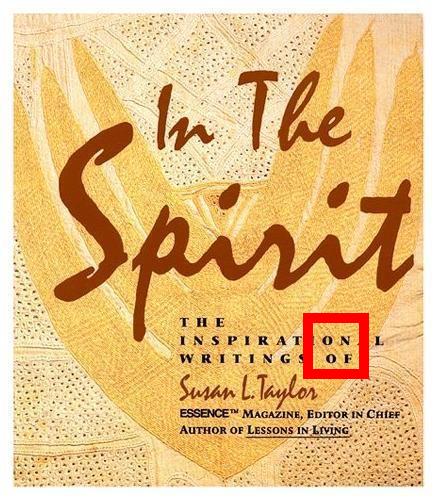 In The
Spirit
THE
INSPIRATIONAL
WRITINGS OF
Susan L. Taylor
ESSENCE™ MAGAZINE, EDITOR IN CHIEF
AUTHOR OF LESSONS IN LIVING